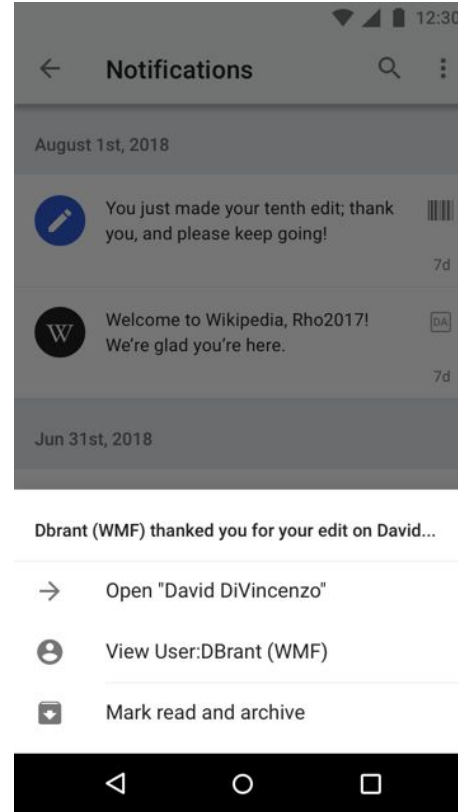 12:30
Notifications
August 1st, 2018
You just made your tenth edit; thank
you, and please keep going!
7d
W
Welcome to Wikipedia, Rho2017!
We’re glad you’re here.
DA
7d
Jun 31st, 2018
Dbrant (WMF) thanked you for your edit on David...
Open "David DiVincenzo"
View User:DBrant (WMF)
Mark read and archive